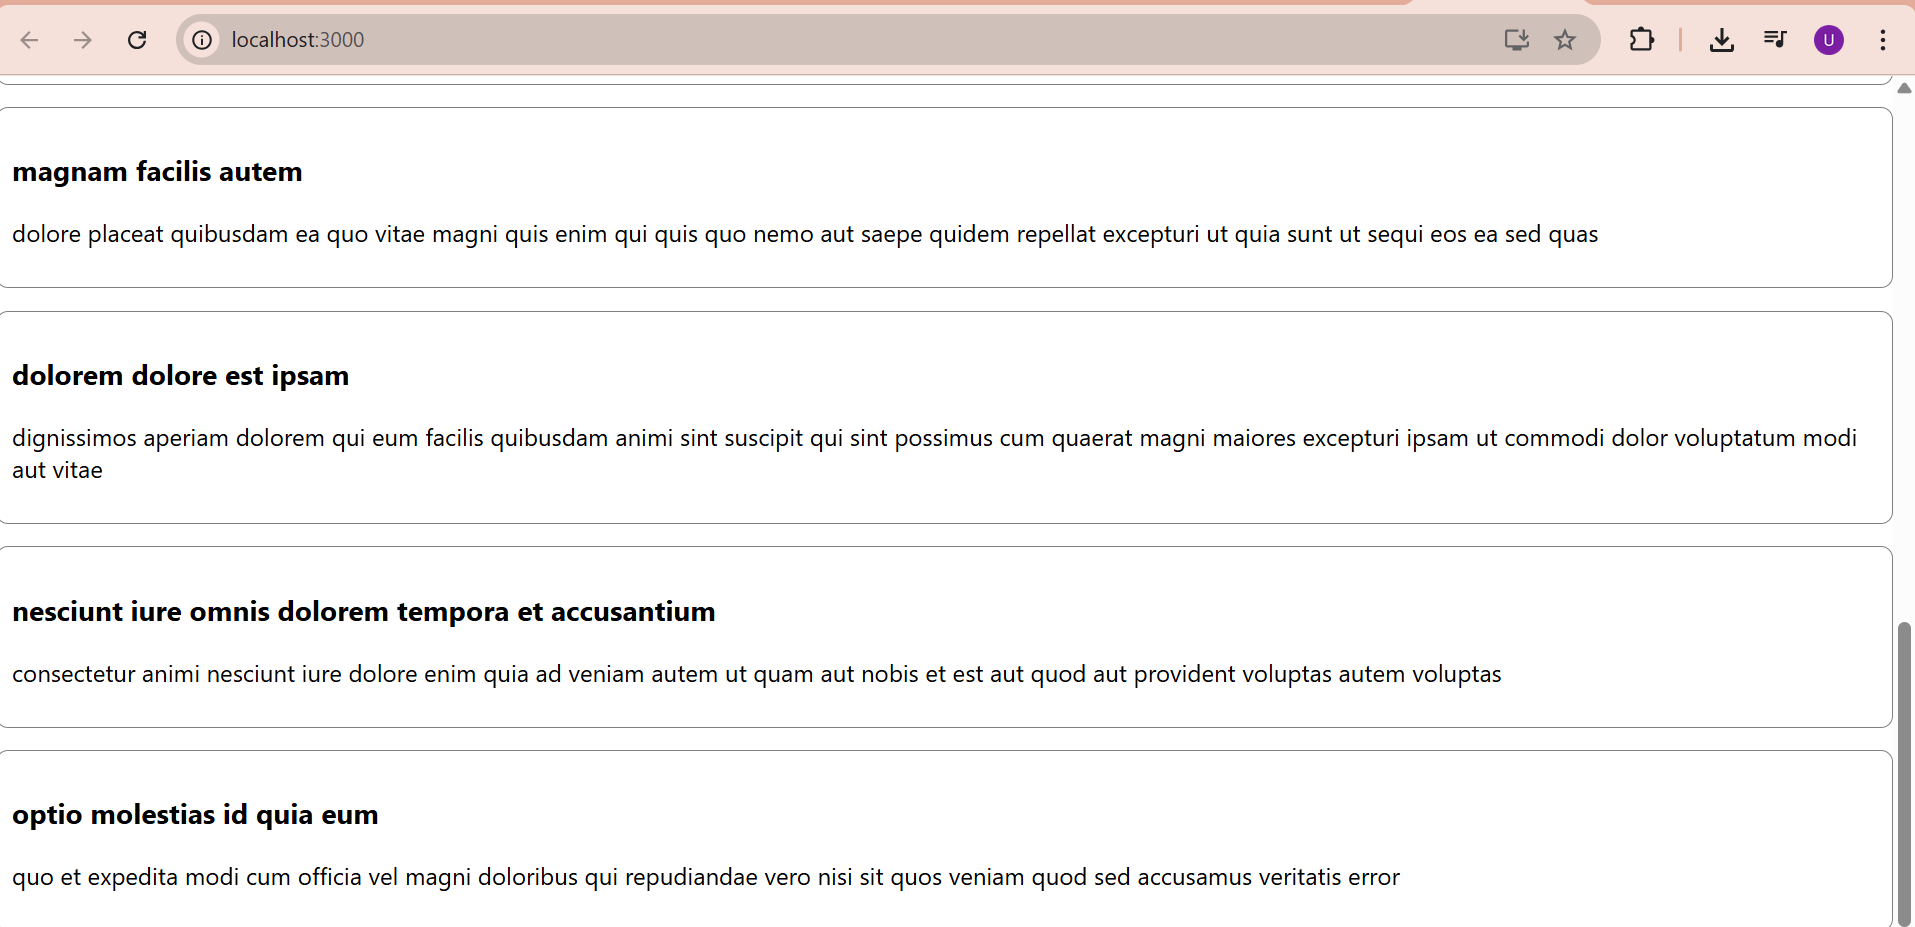 localhost:3000
U
magnam facilis autem
dolore placeat quibusdam ea quo vitae magni quis enim qui quis quo nemo aut saepe quidem repellat excepturi ut quia sunt ut sequi eos ea sed quas
dolorem dolore est ipsam
dignissimos aperiam dolorem qui eum facilis quibusdam animi sint suscipit qui sint possimus cum quaerat magni maiores excepturi ipsam ut commodi dolor voluptatum modi
aut vitae
nesciunt iure omnis dolorem tempora et accusantium
consectetur animi nesciunt iure dolore enim quia ad veniam autem ut quam aut nobis et est aut quod aut provident voluptas autem voluptas
optio molestias id quia eum
quo et expedita modi cum officia vel magni doloribus qui repudiandae vero nisi sit quos veniam quod sed accusamus veritatis error